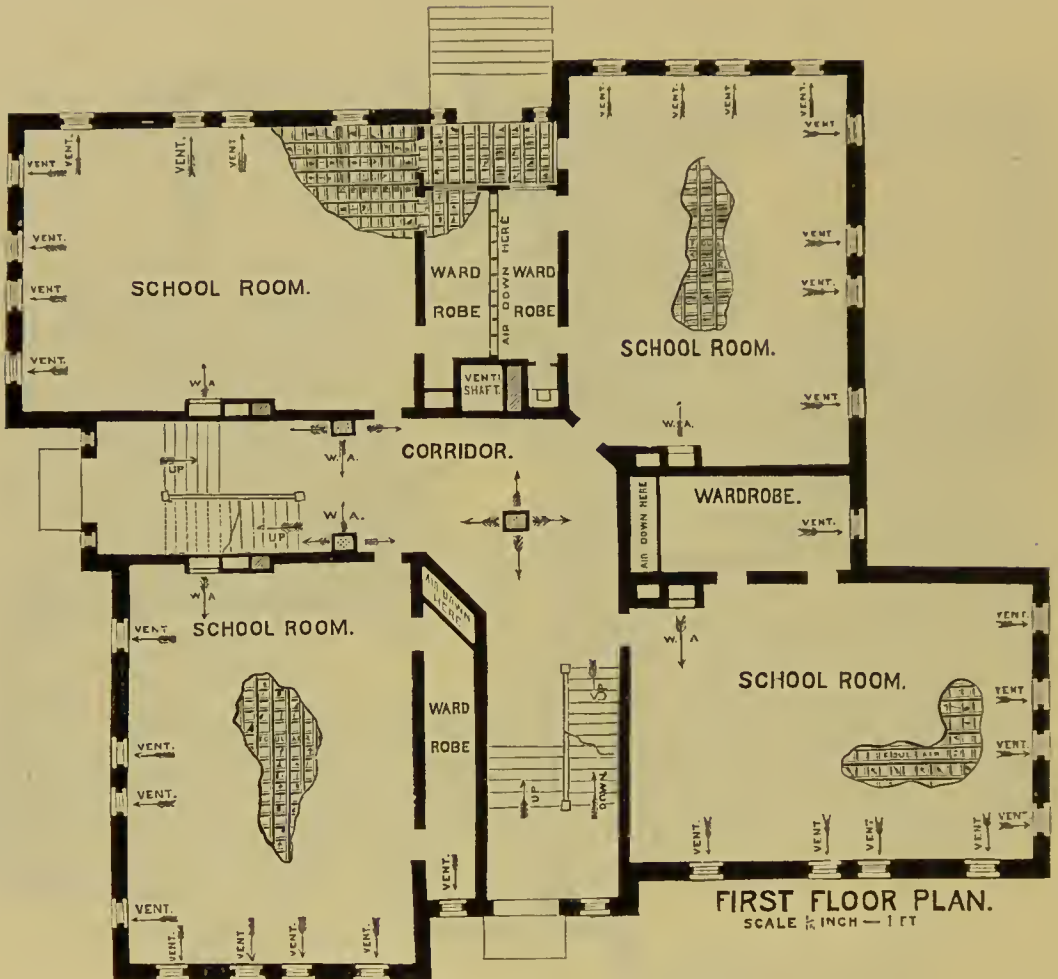 VENT. VENT. VENT. VENT.
VENT. VENT. VENT.
VENT.
VENT
VENT.
VENT.
VENT.
VENT.
SCHOOL ROOM.
WARD ROBE
WARD ROBE
AIR DOWN HERE
VENTI
SHAFT.
VENT
VENT.
VENT.
VENT
SCHOOL ROOM.
W. A.
W. A.
CORRIDOR.
UP
W. A.
UP
W. A.
WARDROBE.
AIR DOWN HERE
VENT.
W. A
SCHOOL ROOM.
AIR DOWN
HERE
WARD
ROBE
VENT
VENT.
VENT.
VENT.
VENT. VENT. VENT. VENT.
VENT.
UP
UP
DOWN
W. A
SCHOOL ROOM.
VENT.
VENT
VENT.
VENT
VENT. VENT. VENT. VENT
FIRST FLOOR PLAN.
INCH — 1 FT
SCALE